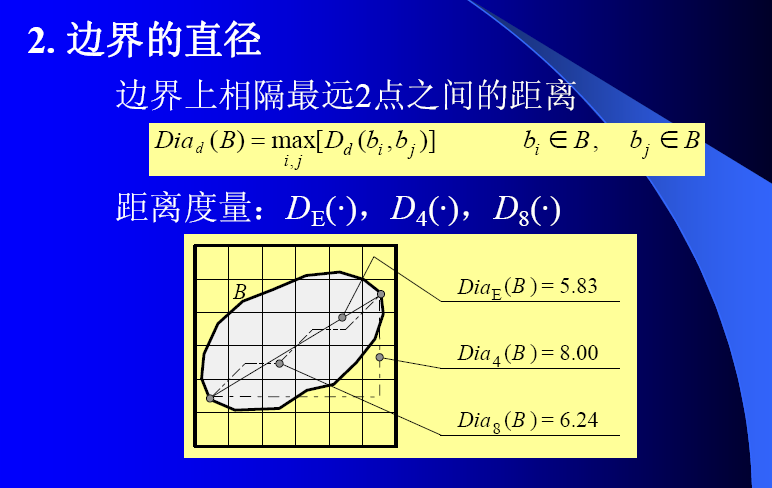 2. 边界的直径
边界上相隔最远2点之间的距离
Dia_d (B) = max_{i,j}[D_d (b_i, b_j)]    b_i ∈ B,    b_j ∈ B
距离度量：D_E(·)，D_4(·)，D_8(·)
B
Dia_E (B) = 5.83
Dia_4 (B) = 8.00
Dia_8 (B) = 6.24